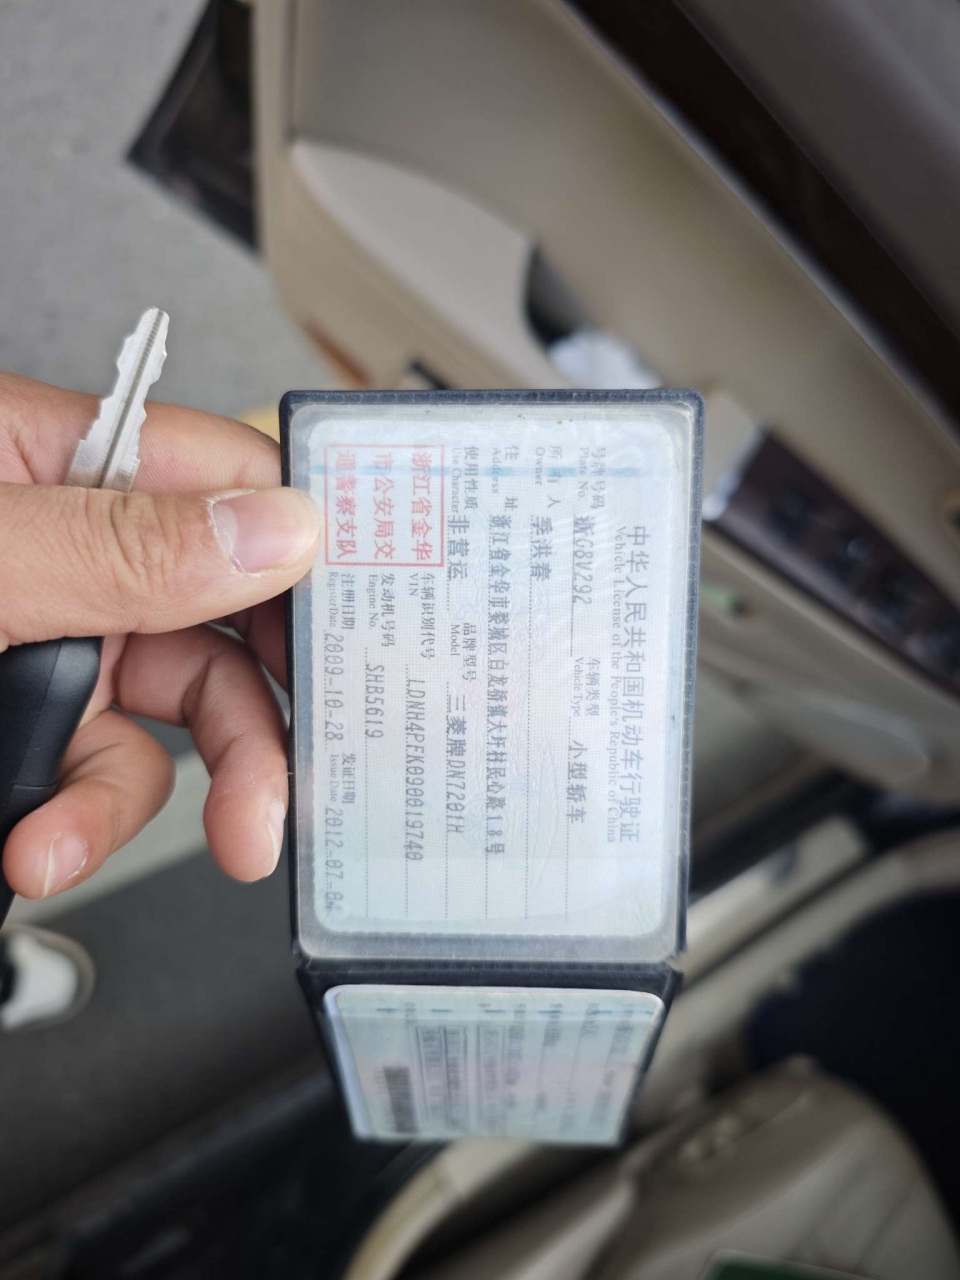 中华人民共和国机动车行驶证
Vehicle License of the People's Republic of China
号牌号码 浙G8V292 车辆类型 小型轿车
Plate No. Vehicle Type
所有人 季洪春
Owner
住 址 浙江省金华市婺城区白龙桥镇大圩村民心路18号
Address
使用性质 非营运 品牌型号 三菱牌DN7201H
Use Character Model
浙江省金华
市公安局交
通警察支队
车辆识别代号 LDNH4PEK090019740
VIN
发动机号码 SHB5619
Engine No.
注册日期 2009-10-28 发证日期 2012-07-04
Register Date Issue Date